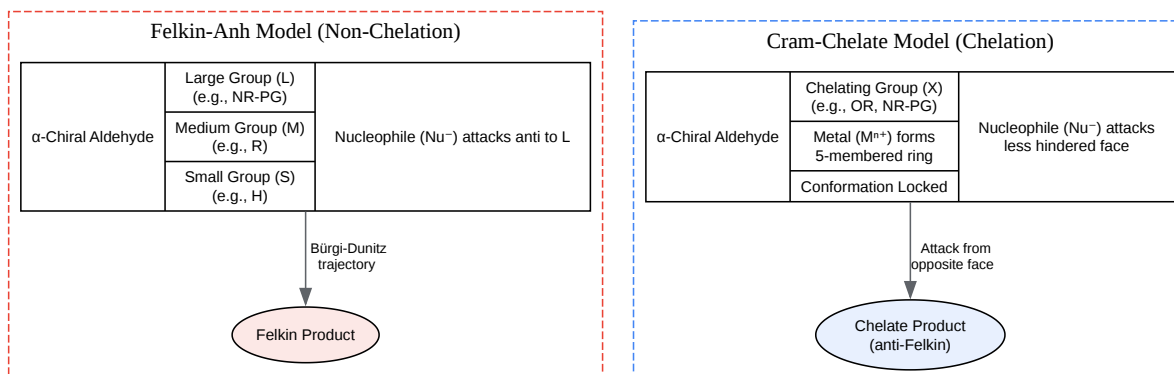 Felkin-Anh Model (Non-Chelation)
α-Chiral Aldehyde
Large Group (L)
(e.g., NR-PG)
Medium Group (M)
(e.g., R)
Small Group (S)
(e.g., H)
Nucleophile (Nu⁻) attacks anti to L
Bürgi-Dunitz
trajectory
Felkin Product
Cram-Chelate Model (Chelation)
α-Chiral Aldehyde
Chelating Group (X)
(e.g., OR, NR-PG)
Metal (Mⁿ⁺) forms
5-membered ring
Conformation Locked
Nucleophile (Nu⁻) attacks
less hindered face
Attack from
opposite face
Chelate Product
(anti-Felkin)